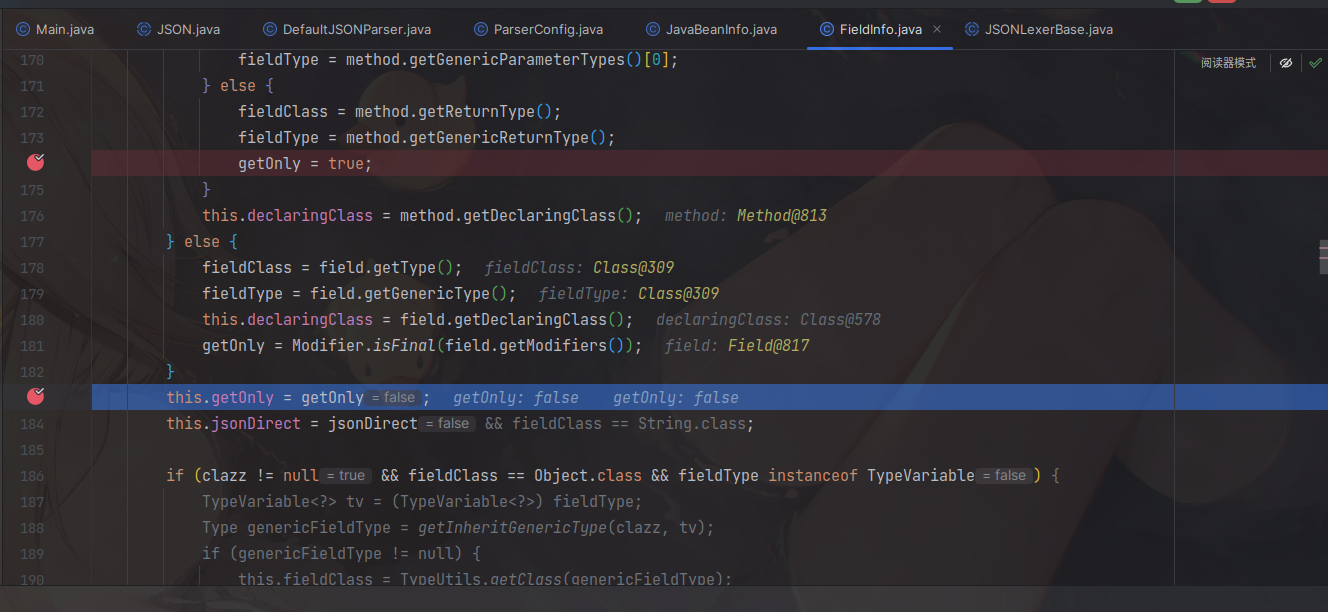 Main.java JSON.java DefaultJSONParser.java ParserConfig.java JavaBeanInfo.java FieldInfo.java JSONLexerBase.java
阅读器模式
170 fieldType = method.getGenericParameterTypes()[0];
171 } else {
172 fieldClass = method.getReturnType();
173 fieldType = method.getGenericReturnType();
getOnly = true;
175 }
176 this.declaringClass = method.getDeclaringClass(); method: Method@813
177 } else {
178 fieldClass = field.getType(); fieldClass: Class@309
179 fieldType = field.getGenericType(); fieldType: Class@309
180 this.declaringClass = field.getDeclaringClass(); declaringClass: Class@578
181 getOnly = Modifier.isFinal(field.getModifiers()); field: Field@817
182 }
this.getOnly = getOnly = false ; getOnly: false getOnly: false
184 this.jsonDirect = jsonDirect = false && fieldClass == String.class;
185
186 if (clazz != null = true && fieldClass == Object.class && fieldType instanceof TypeVariable = false ) {
187 TypeVariable<?> tv = (TypeVariable<?>) fieldType;
188 Type genericFieldType = getInheritGenericType(clazz, tv);
189 if (genericFieldType != null) {
190 this.fieldClass = TypeUtils.getClass(genericFieldType);